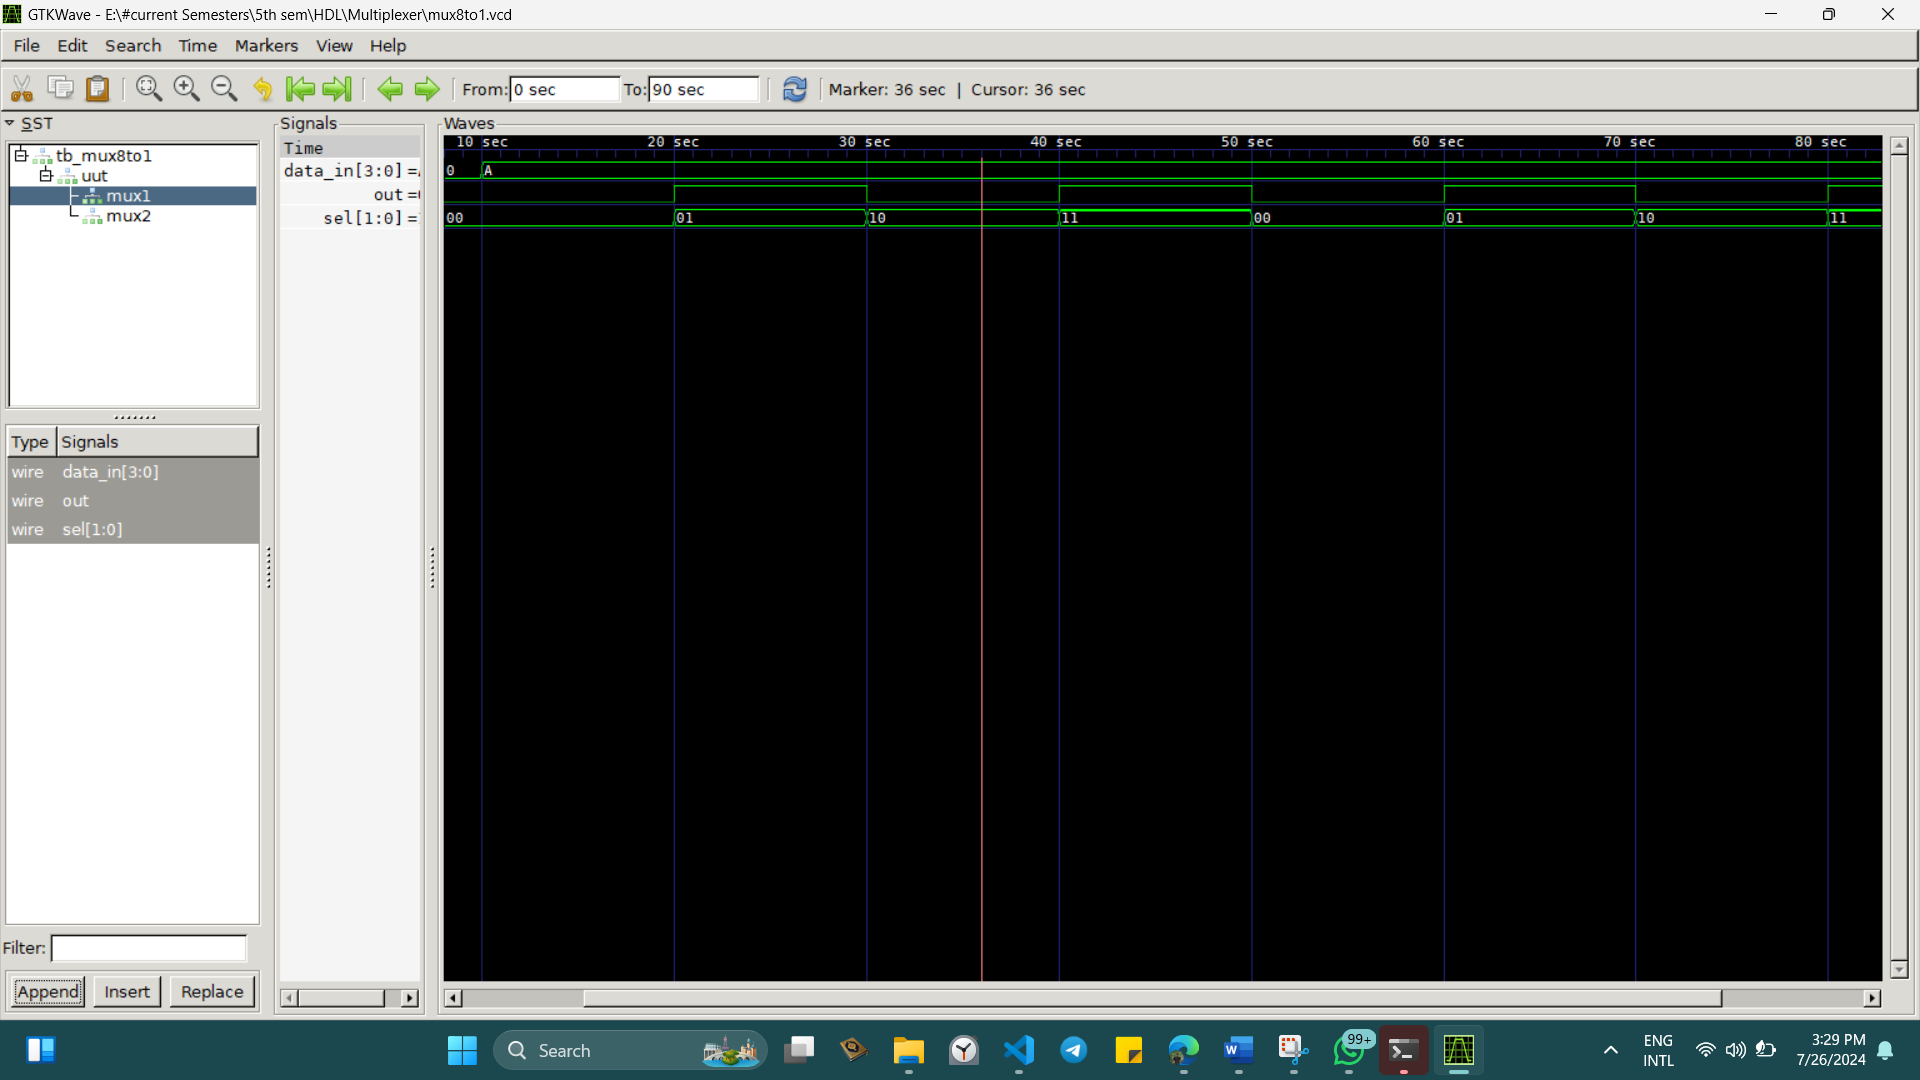 GTKWave - E:\#current Semesters\5th sem\HDL\Multiplexer\mux8to1.vcd
File Edit Search Time Markers View Help
From: 0 sec To: 90 sec Marker: 36 sec | Cursor: 36 sec
SST
tb_mux8to1
uut
mux1
mux2
Type Signals
wire data_in[3:0]
wire out
wire sel[1:0]
Filter:
Append Insert Replace
Signals
Time
data_in[3:0] =
out =
sel[1:0] =
Waves
10 sec 20 sec 30 sec 40 sec 50 sec 60 sec 70 sec 80 sec
0 A
00 01 10 11 00 01 10 11
Search
99+
ENG
INTL
3:29 PM
7/26/2024